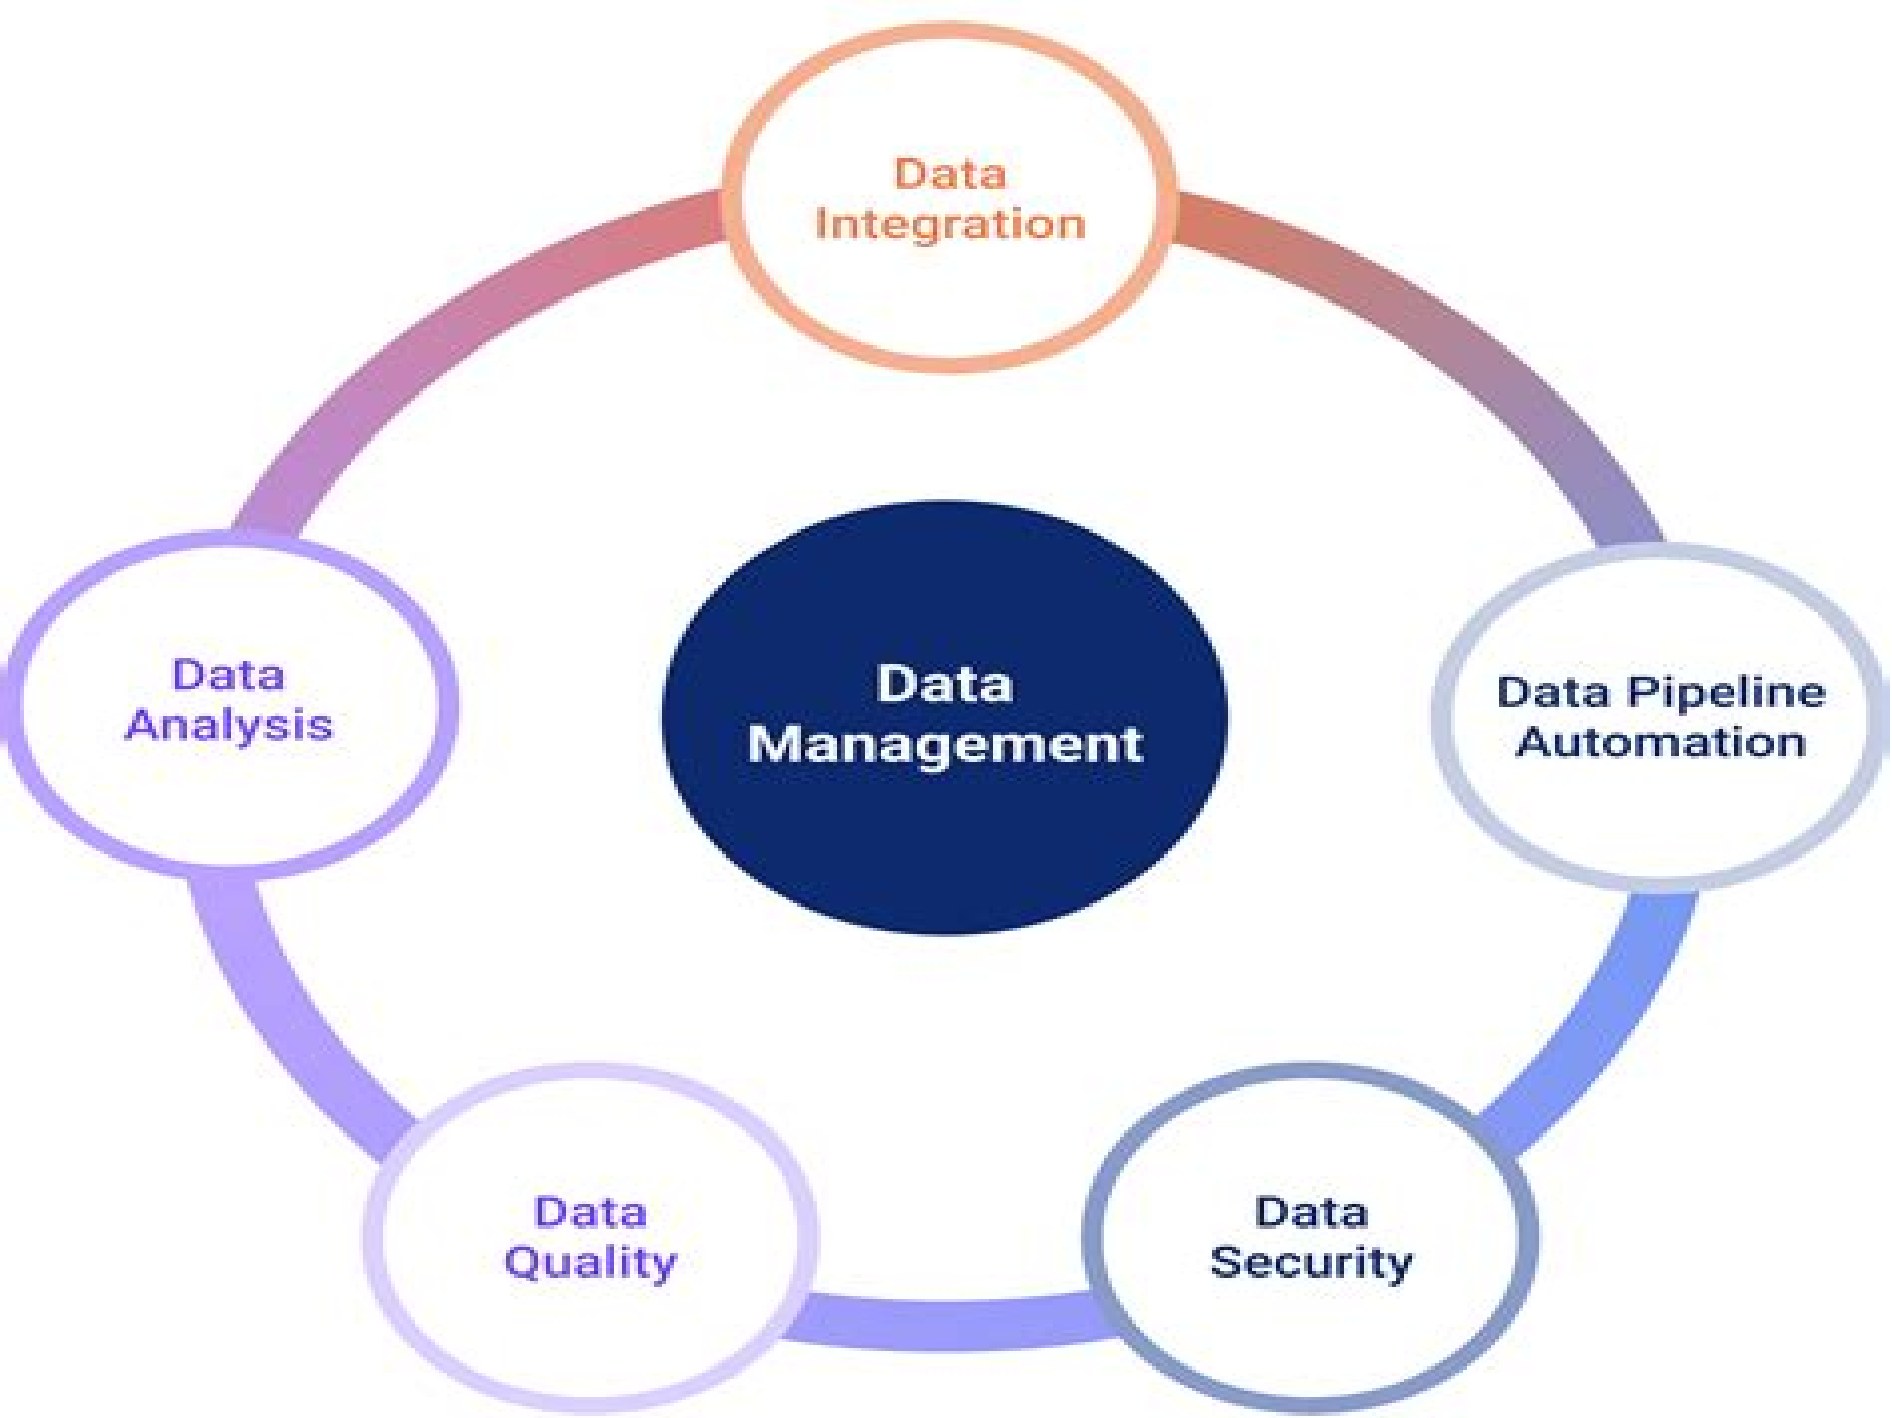 Data
Integration
Data
Analysis
Data
Management
Data Pipeline
Automation
Data
Quality
Data
Security